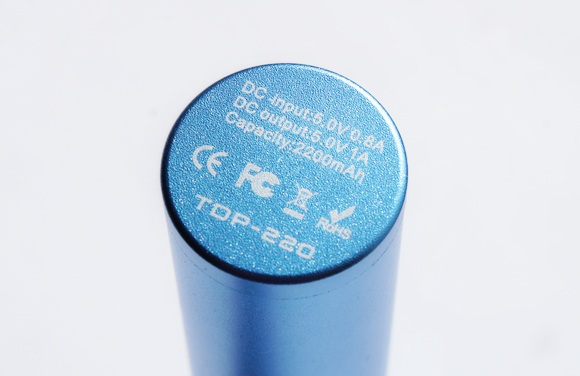 DC input:5.0V 0.8A
DC output:5.0V 1A
Capacity:2200mAh
CE FC RoHS
TOP-220